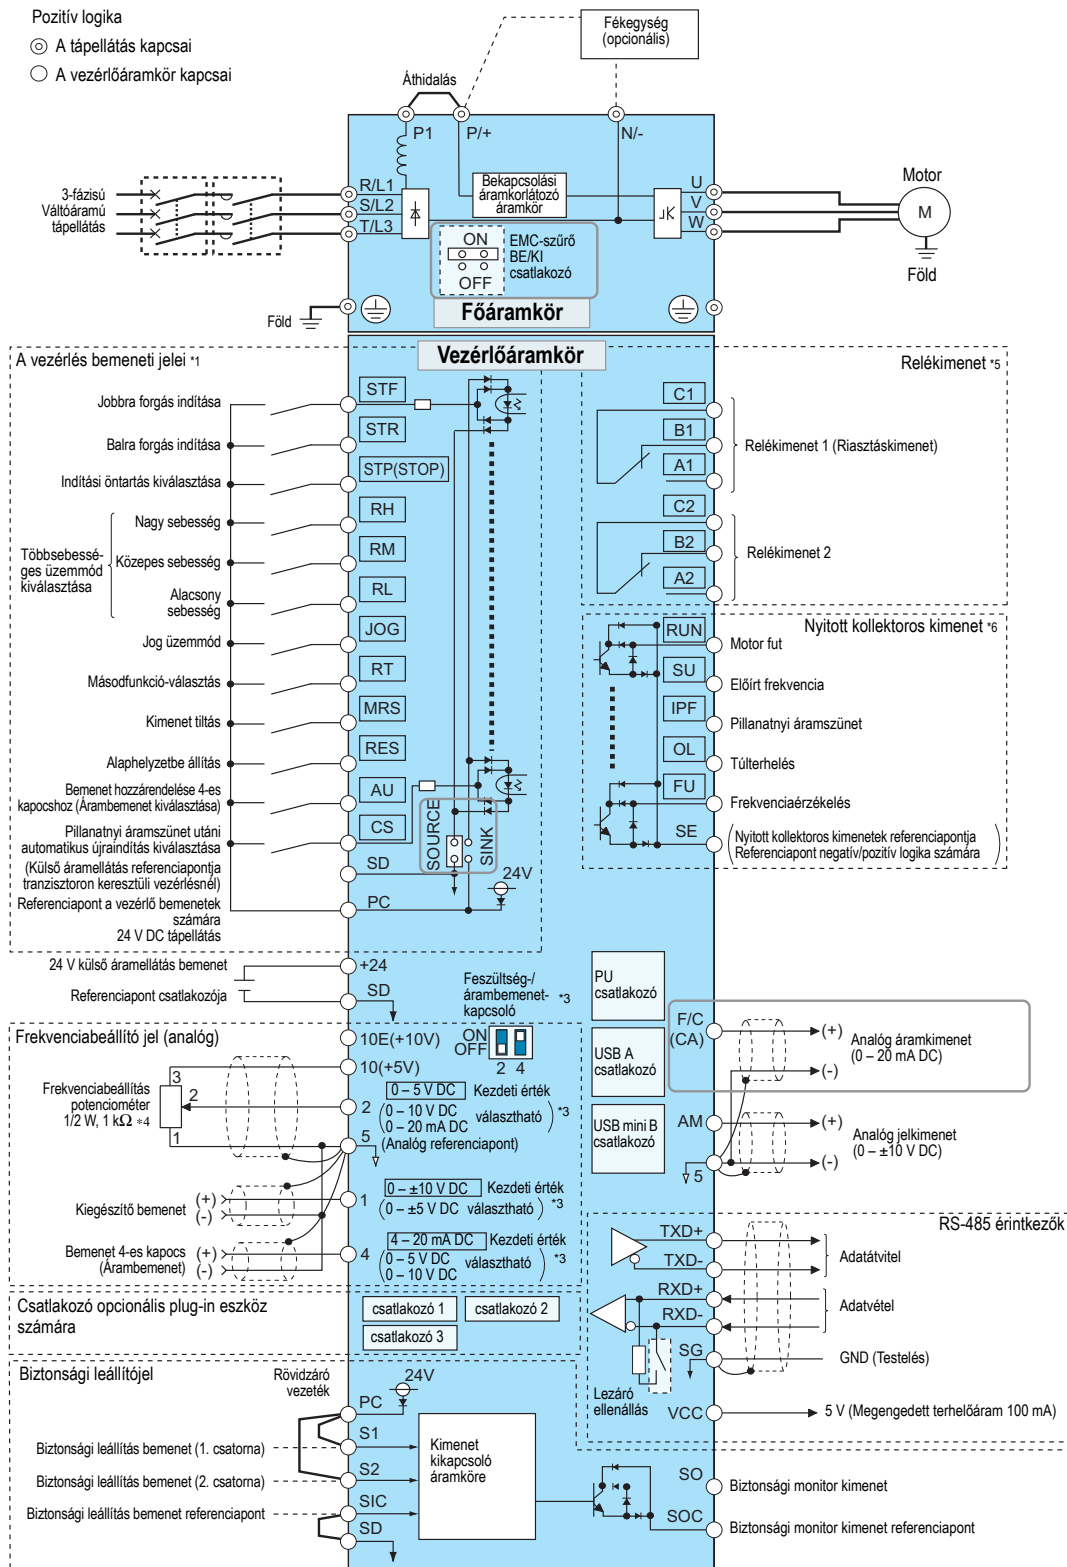 Pozitív logika
A tápellátás kapcsai
A vezérlőáramkör kapcsai
Fékegység
(opcionális)
Áthidalás
P1
P/+
N/-
3-fázisú
Váltóáramú
tápellátás
R/L1
S/L2
T/L3
Bekapcsolási
áramkorlátozó
áramkör
U
V
W
Motor
M
Föld
ON
OFF
EMC-szűrő
BE/KI
csatlakozó
Föld
Főáramkör
Vezérlőáramkör
A vezérlés bemeneti jelei *1
Jobbra forgás indítása
STF
Balra forgás indítása
STR
Indítási öntartás kiválasztása
STP(STOP)
Többsebessé-
ges üzemmód
kiválasztása
Nagy sebesség
RH
Közepes sebesség
RM
Alacsony
sebesség
RL
Jog üzemmód
JOG
Másodfunkció-választás
RT
Kimenet tiltás
MRS
Alaphelyzetbe állítás
RES
Bemenet hozzárendelése 4-es
kapocshoz (Árambemenet kiválasztása)
AU
Pillanatnyi áramszünet utáni
automatikus újraindítás kiválasztása
CS
(Külső áramellátás referenciapontja
tranzisztoron keresztüli vezérlésnél)
SD
Referenciapont a vezérlő bemenetek
számára
24 V DC tápellátás
PC
SOURCE
SINK
24V
Relékimenet *5
C1
B1
A1
Relékimenet 1 (Riasztáskimenet)
C2
B2
A2
Relékimenet 2
Nyitott kollektoros kimenet *6
RUN
Motor fut
SU
Előírt frekvencia
IPF
Pillanatnyi áramszünet
OL
Túlterhelés
FU
Frekvenciaérzékelés
SE
Nyitott kollektoros kimenetek referenciapontja
Referenciapont negatív/pozitív logika számára
24 V külső áramellátás bemenet
+24
Referenciapont csatlakozója
SD
Feszültség-/
árambemenet-
kapcsoló
*3
ON
OFF
2 4
PU
csatlakozó
USB A
csatlakozó
USB mini B
csatlakozó
F/C
(CA)
(+)
(-)
Analóg áramkimenet
(0 – 20 mA DC)
AM
5
(+)
(-)
Analóg jelkimenet
(0 – ±10 V DC)
Frekvenciabeállító jel (analóg)
10E(+10V)
10(+5V)
Frekvenciabeállítás
potenciométer
1/2 W, 1 kΩ *4
3
2
1
2
0 – 5 V DC Kezdeti érték
(0 – 10 V DC
0 – 20 mA DC választható) *3
5
(Analóg referenciapont)
Kiegészítő bemenet
(+)
(-)
1
0 – ±10 V DC Kezdeti érték
(0 – ±5 V DC választható) *3
Bemenet 4-es kapocs
(Árambemenet)
(+)
(-)
4
4 – 20 mA DC Kezdeti érték
(0 – 5 V DC
0 – 10 V DC választható) *3
RS-485 érintkezők
TXD+
TXD-
Adatátvitel
RXD+
RXD-
Adatvétel
SG
GND (Testelés)
Lezáró
ellenállás
VCC
5 V (Megengedett terhelőáram 100 mA)
Csatlakozó opcionális plug-in eszköz
számára
csatlakozó 1
csatlakozó 2
csatlakozó 3
Biztonsági leállítójel
Rövidzáró
vezeték
24V
PC
S1
Biztonsági leállítás bemenet (1. csatorna)
S2
Biztonsági leállítás bemenet (2. csatorna)
SIC
Biztonsági leállítás bemenet referenciapont
SD
Kimenet
kikapcsoló
áramköre
SO
Biztonsági monitor kimenet
SOC
Biztonsági monitor kimenet referenciapont